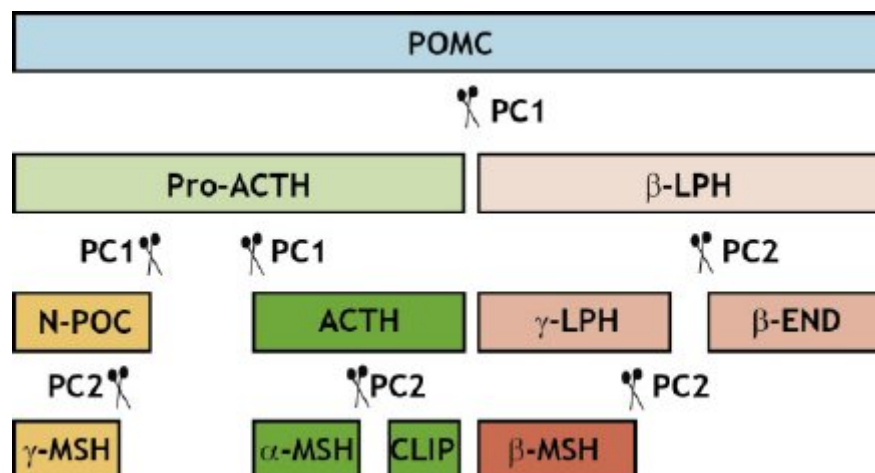 POMC
PC1
Pro-ACTH β-LPH
PC1 PC1 PC2
N-POC ACTH γ-LPH β-END
PC2 PC2 PC2
γ-MSH α-MSH CLIP β-MSH